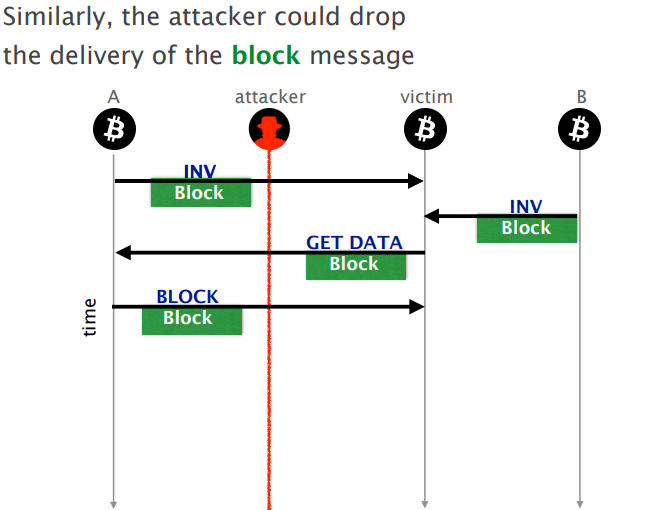 Similarly, the attacker could drop
the delivery of the block message
A attacker victim B
INV
Block
INV
Block
GET DATA
Block
BLOCK
Block
time